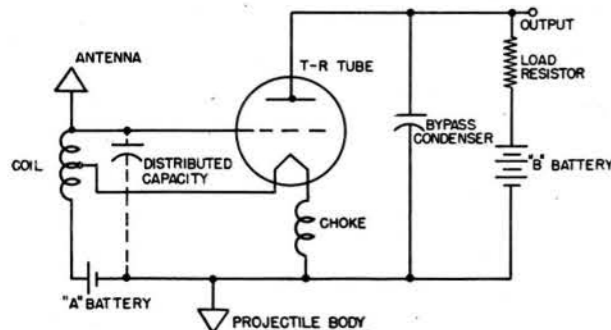 OUTPUT
ANTENNA
T-R TUBE
LOAD
RESISTOR
COIL
DISTRIBUTED
CAPACITY
BYPASS
CONDENSER
"B" BATTERY
CHOKE
"A" BATTERY
PROJECTILE BODY